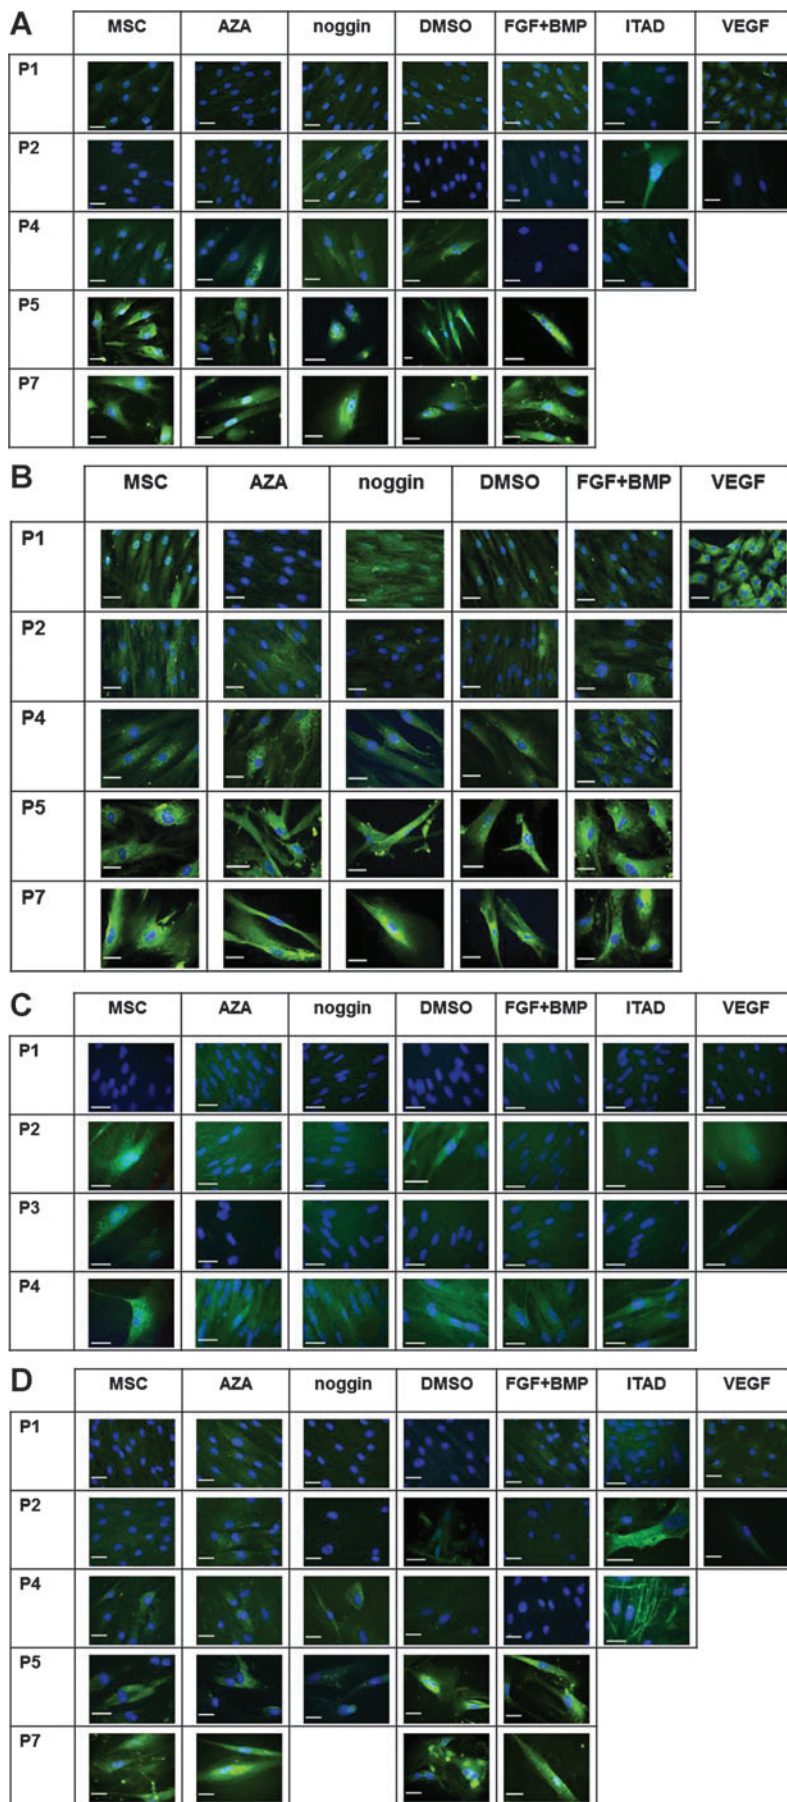 A
MSC AZA noggin DMSO FGF+BMP ITAD VEGF
P1
P2
P4
P5
P7
B
MSC AZA noggin DMSO FGF+BMP VEGF
P1
P2
P4
P5
P7
C
MSC AZA noggin DMSO FGF+BMP ITAD VEGF
P1
P2
P3
P4
D
MSC AZA noggin DMSO FGF+BMP ITAD VEGF
P1
P2
P4
P5
P7